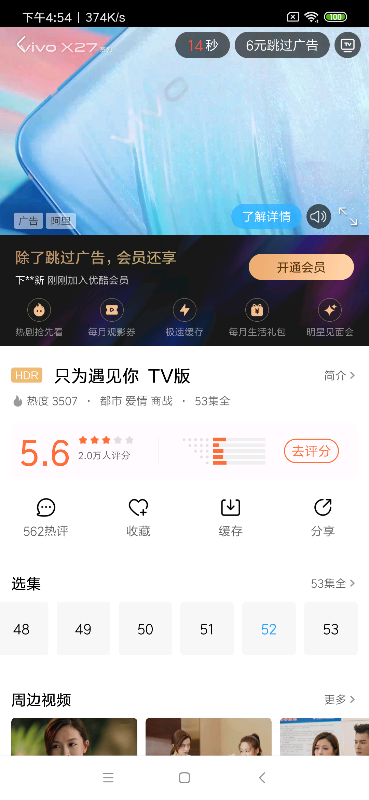 下午4:54 | 374K/s
100
vivo X27
14秒
6元跳过广告
TV
广告
阿里
了解详情
除了跳过广告，会员还享
下**新 刚刚加入优酷会员
开通会员
热剧抢先看
每月观影券
极速缓存
每月生活礼包
明星见面会
HDR 只为遇见你 TV版
简介 >
热度 3507 · 都市 爱情 商战 · 53集全
5.6
2.0万人评分
去评分
562热评
收藏
缓存
分享
选集
53集全 >
48 49 50 51 52 53
周边视频
更多 >